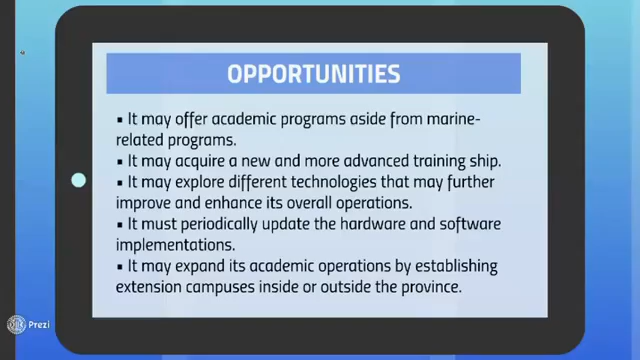 OPPORTUNITIES
▪ It may offer academic programs aside from marine-
related programs.
▪ It may acquire a new and more advanced training ship.
▪ It may explore different technologies that may further
improve and enhance its overall operations.
▪ It must periodically update the hardware and software
implementations.
▪ It may expand its academic operations by establishing
extension campuses inside or outside the province.
Prezi